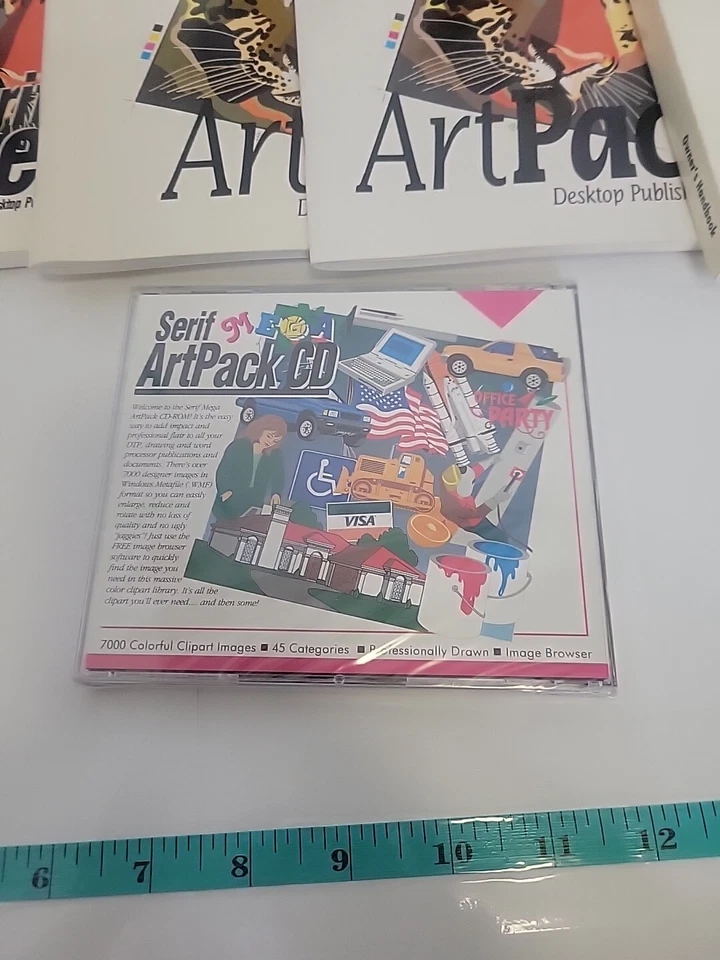 Art
ArtPac
Desktop Publis
Owner's Handbook
Serif MEGA
ArtPack CD
Welcome to the Serif Mega
ArtPack CD-ROM! It's the easy
way to add impact and
professional flair to all your
DTP, drawing and word
processor publications and
documents. There's over
7000 designer images in
Windows Metafile (.WMF)
format so you can easily
enlarge, reduce and
rotate with no loss of
quality and no ugly
"jaggies"! Just use the
FREE image browser
software to quickly
find the image you
need in this massive
color clipart library. It's all the
clipart you'll ever need.... and then some!
OFFICE
PARTY
VISA
7000 Colorful Clipart Images ■ 45 Categories ■ Professionally Drawn ■ Image Browser
6 7 8 9 10 11 12